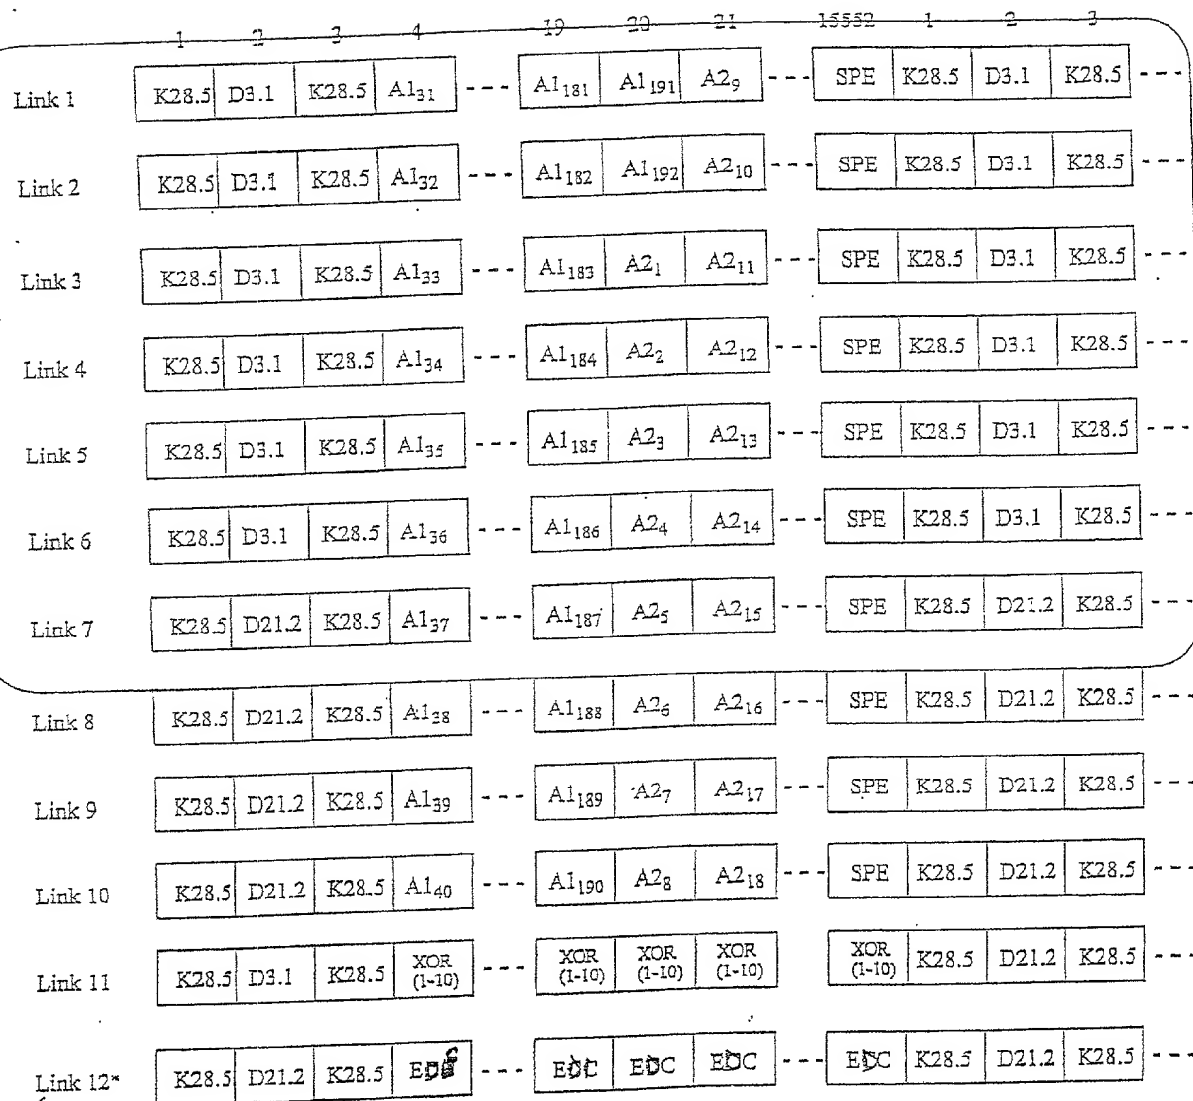 1 2 3 4 19 20 21 15552 1 2 3
Link 1 K28.5 D3.1 K28.5 A1₃₁ --- A1₁₈₁ A1₁₉₁ A2₉ --- SPE K28.5 D3.1 K28.5 ---
Link 2 K28.5 D3.1 K28.5 A1₃₂ --- A1₁₈₂ A1₁₉₂ A2₁₀ --- SPE K28.5 D3.1 K28.5 ---
Link 3 K28.5 D3.1 K28.5 A1₃₃ --- A1₁₈₃ A2₁ A2₁₁ --- SPE K28.5 D3.1 K28.5 ---
Link 4 K28.5 D3.1 K28.5 A1₃₄ --- A1₁₈₄ A2₂ A2₁₂ --- SPE K28.5 D3.1 K28.5 ---
Link 5 K28.5 D3.1 K28.5 A1₃₅ --- A1₁₈₅ A2₃ A2₁₃ --- SPE K28.5 D3.1 K28.5 ---
Link 6 K28.5 D3.1 K28.5 A1₃₆ --- A1₁₈₆ A2₄ A2₁₄ --- SPE K28.5 D3.1 K28.5 ---
Link 7 K28.5 D21.2 K28.5 A1₃₇ --- A1₁₈₇ A2₅ A2₁₅ --- SPE K28.5 D21.2 K28.5 ---
Link 8 K28.5 D21.2 K28.5 A1₃₈ --- A1₁₈₈ A2₆ A2₁₆ --- SPE K28.5 D21.2 K28.5 ---
Link 9 K28.5 D21.2 K28.5 A1₃₉ --- A1₁₈₉ A2₇ A2₁₇ --- SPE K28.5 D21.2 K28.5 ---
Link 10 K28.5 D21.2 K28.5 A1₄₀ --- A1₁₉₀ A2₈ A2₁₈ --- SPE K28.5 D21.2 K28.5 ---
Link 11 K28.5 D3.1 K28.5 XOR (1-10) --- XOR (1-10) XOR (1-10) XOR (1-10) --- XOR (1-10) K28.5 D21.2 K28.5 ---
Link 12* K28.5 D21.2 K28.5 --- EDC EDC EDC --- EDC K28.5 D21.2 K28.5 ---